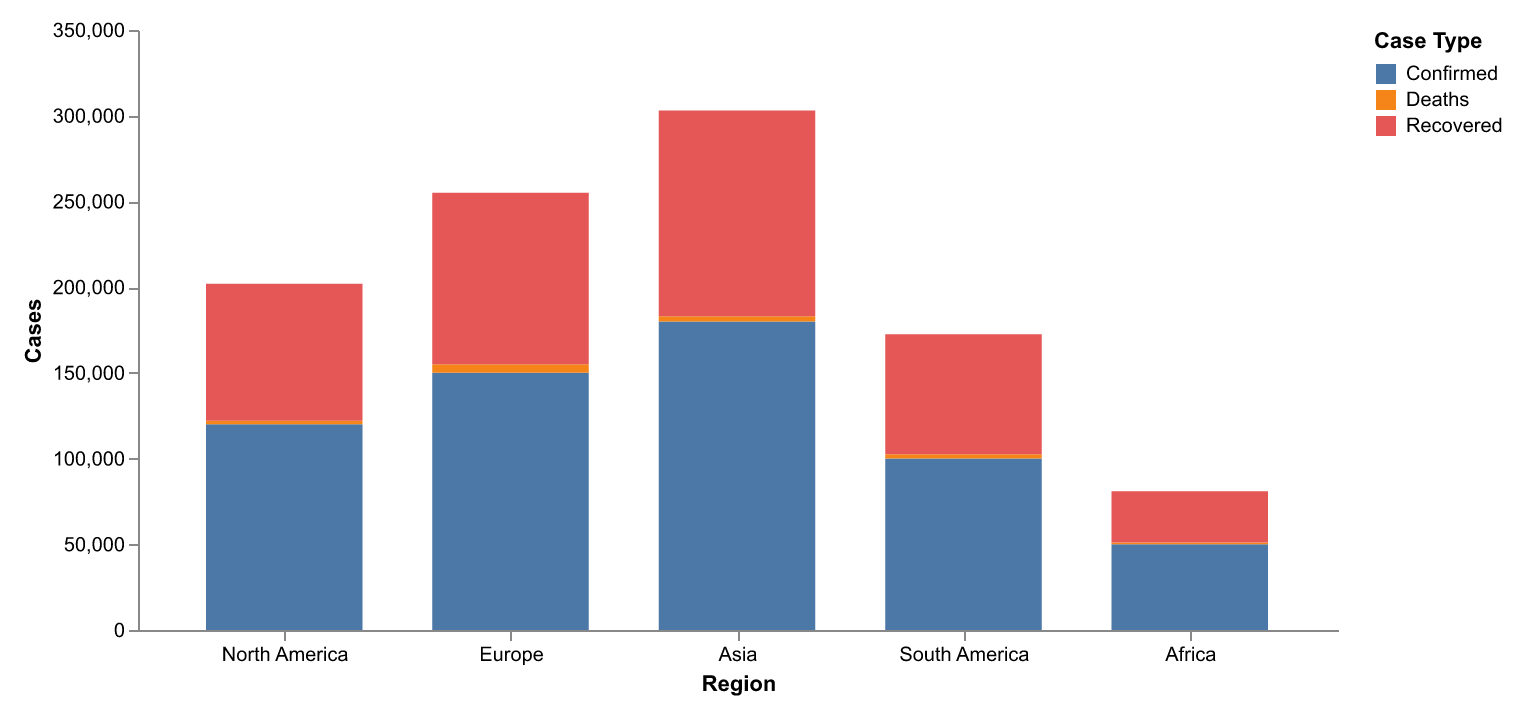 350,000
300,000
250,000
200,000
150,000
100,000
50,000
0
Cases
North America
Europe
Asia
South America
Africa
Region
Case Type
Confirmed
Deaths
Recovered